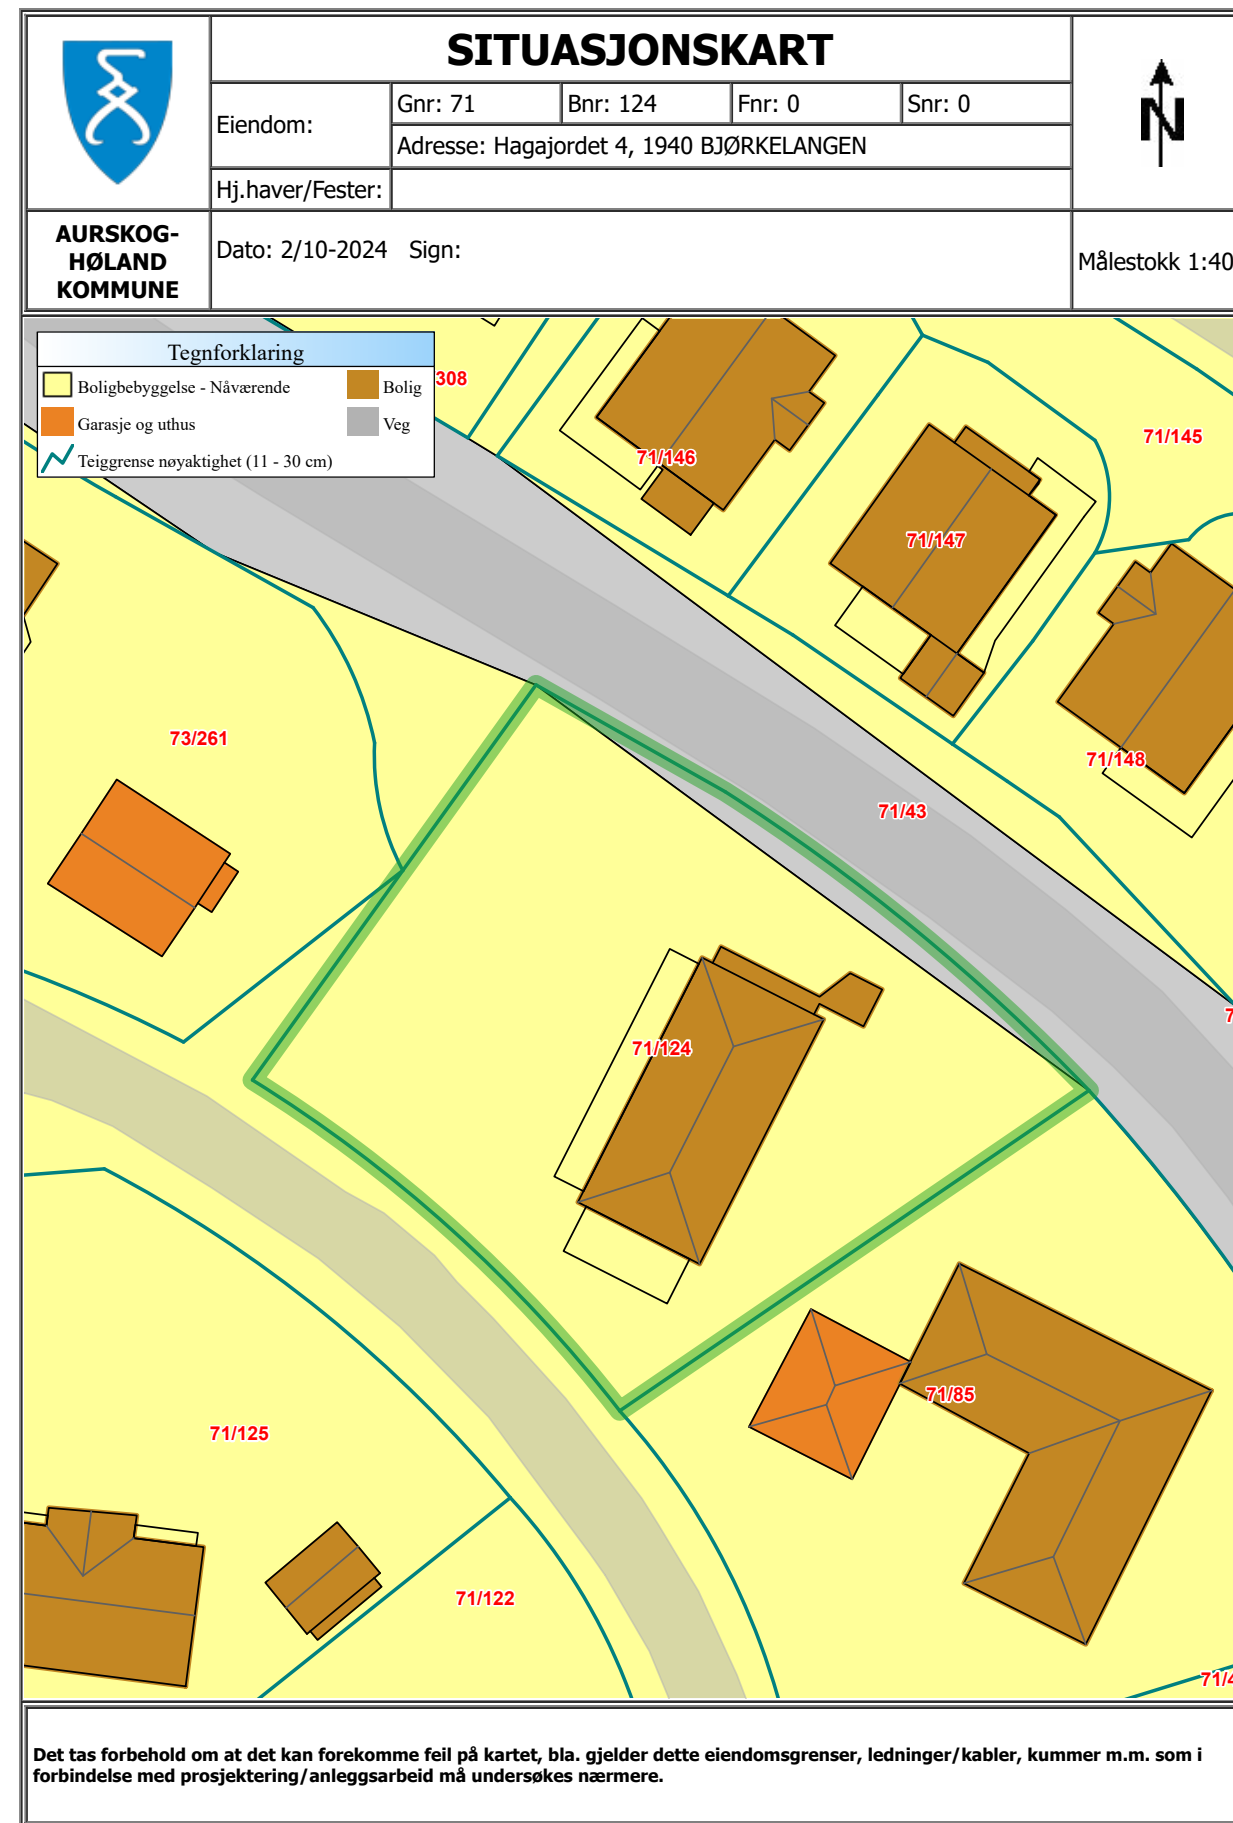 SITUASJONSKART
Eiendom:
Gnr: 71
Bnr: 124
Fnr: 0
Snr: 0
Adresse: Hagajordet 4, 1940 BJØRKELANGEN
Hj.haver/Fester:
N
AURSKOG-
HØLAND
KOMMUNE
Dato: 2/10-2024 Sign:
Målestokk 1:40
Tegnforklaring
Boligbebyggelse - Nåværende
Bolig
Garasje og uthus
Veg
Teiggrense nøyaktighet (11 - 30 cm)
308
71/146
71/145
71/147
71/148
73/261
71/43
71/124
71/85
71/125
71/122
Det tas forbehold om at det kan forekomme feil på kartet, bla. gjelder dette eiendomsgrenser, ledninger/kabler, kummer m.m. som i
forbindelse med prosjektering/anleggsarbeid må undersøkes nærmere.